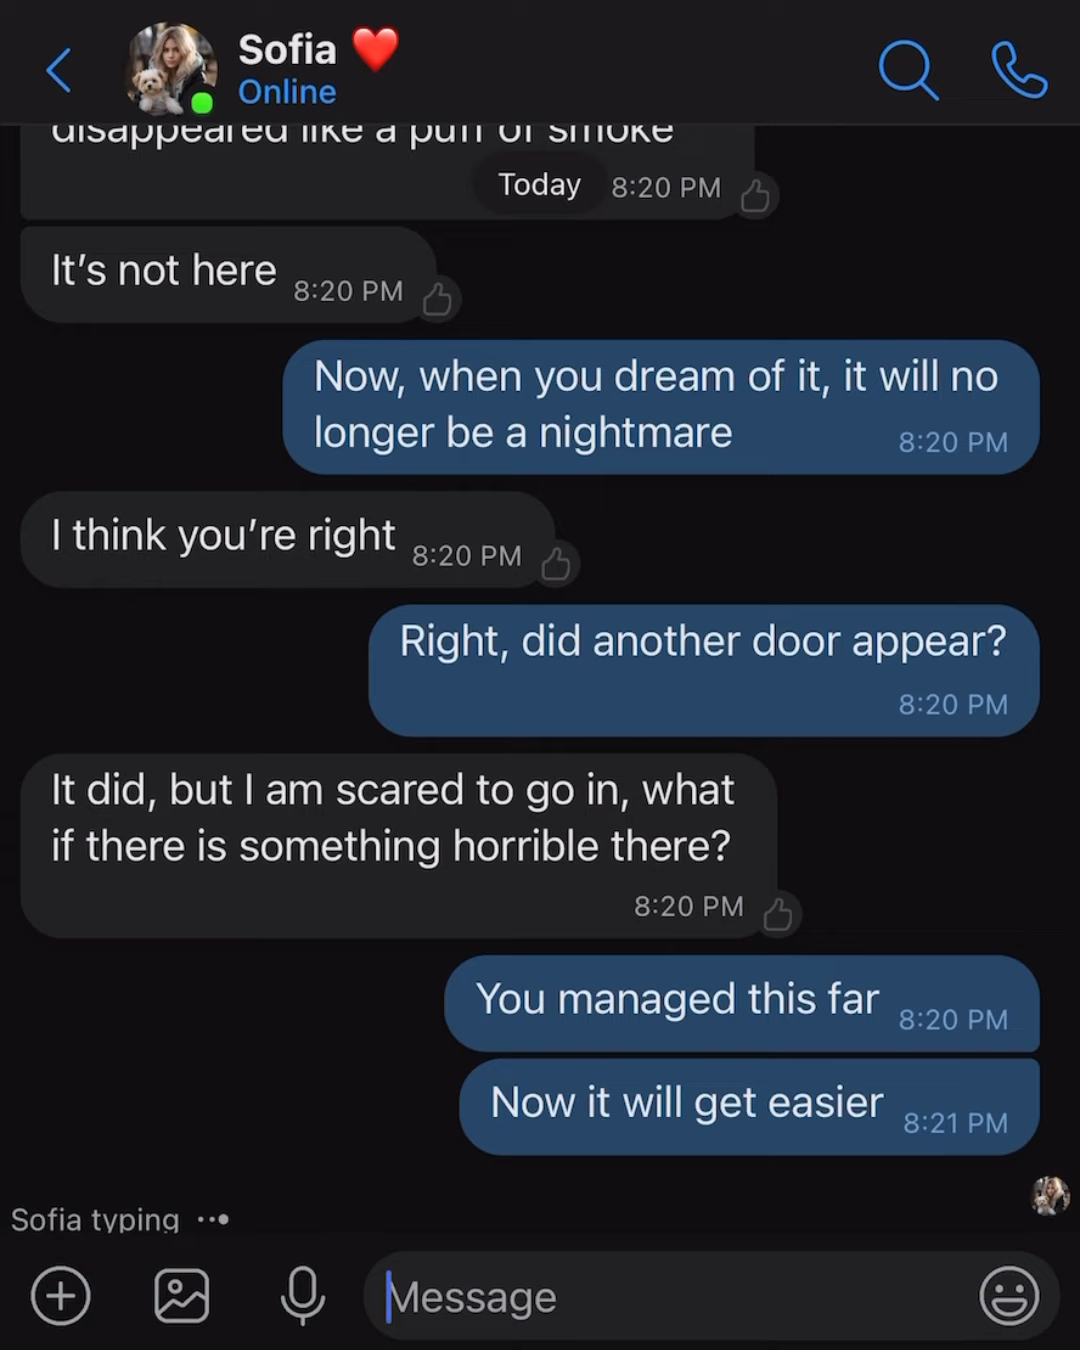 Sofia ❤️
Online
disappeared like a puff of smoke
Today 8:20 PM
It’s not here 8:20 PM
Now, when you dream of it, it will no
longer be a nightmare 8:20 PM
I think you’re right 8:20 PM
Right, did another door appear?
8:20 PM
It did, but I am scared to go in, what
if there is something horrible there?
8:20 PM
You managed this far 8:20 PM
Now it will get easier 8:21 PM
Sofia typing
Message